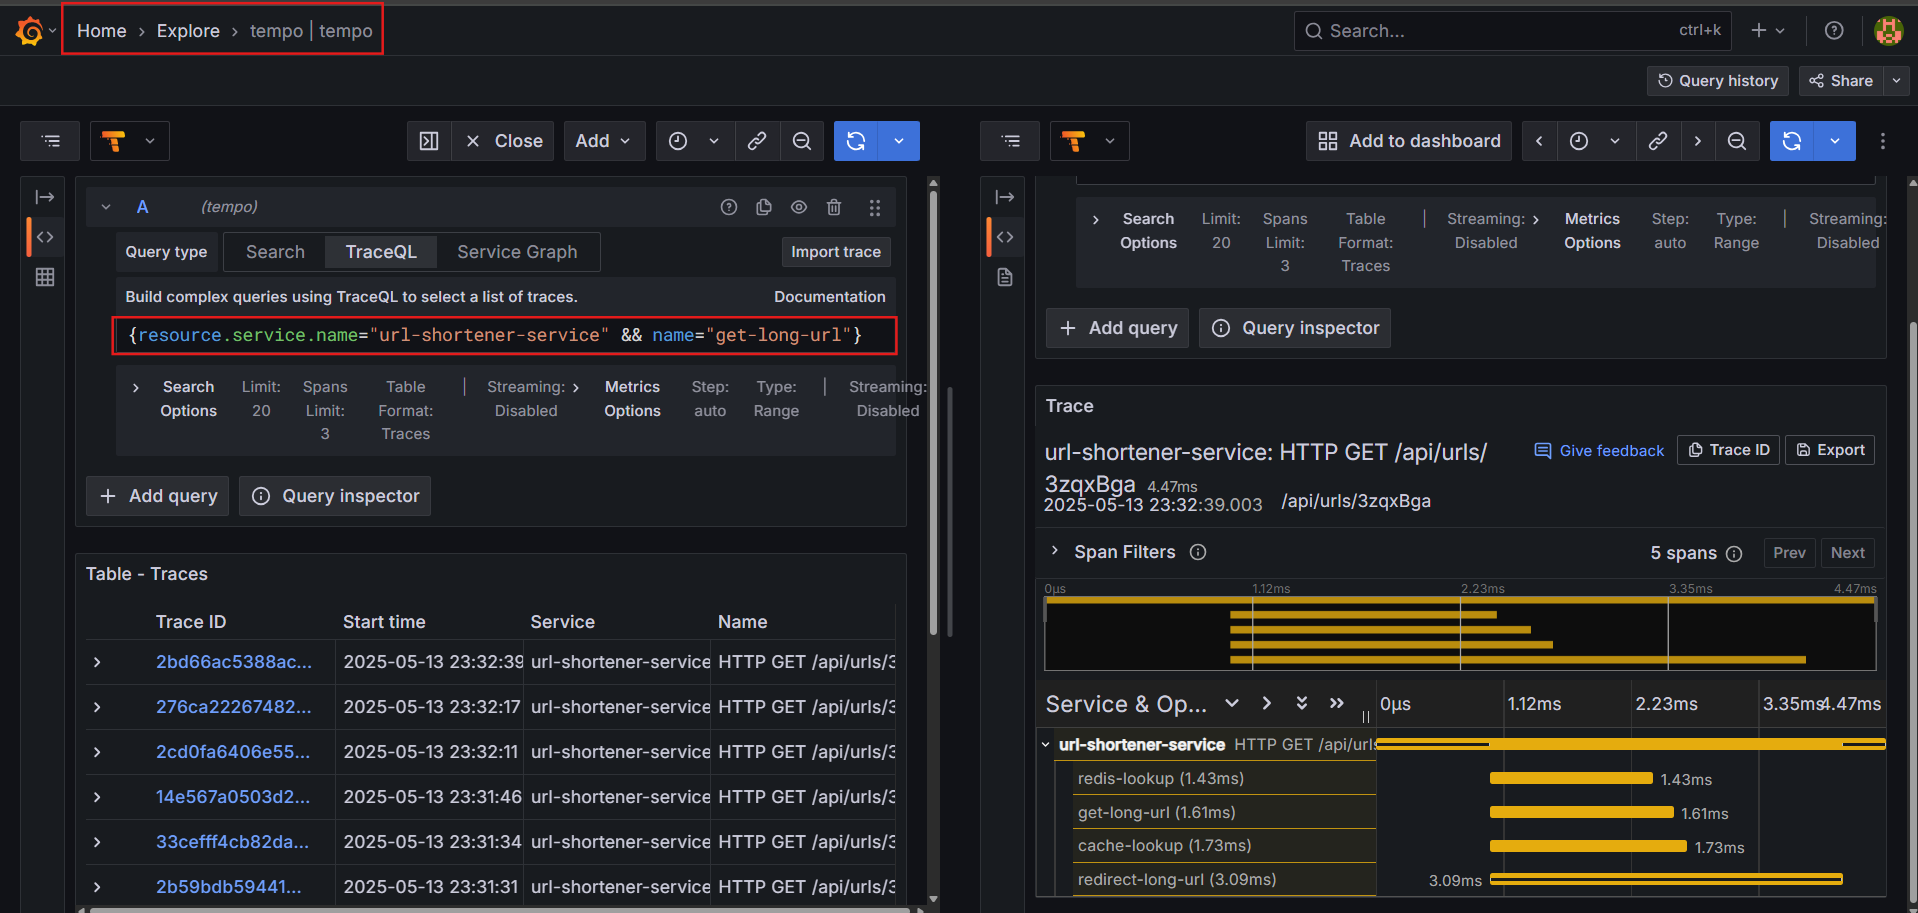 Home › Explore › tempo | tempo
Search...
ctrl+k
Query history
Share
Close
Add
A
(tempo)
Query type
Search
TraceQL
Service Graph
Import trace
Build complex queries using TraceQL to select a list of traces.
Documentation
{resource.service.name="url-shortener-service" && name="get-long-url"}
Search Options
Limit: 20
Spans Limit: 3
Table Format: Traces
|
Streaming: Disabled
Metrics Options
Step: auto
Type: Range
|
Streaming: Disabled
+ Add query
Query inspector
Table - Traces
Trace ID Start time Service Name
2bd66ac5388ac... 2025-05-13 23:32:39 url-shortener-service HTTP GET /api/urls/3
276ca22267482... 2025-05-13 23:32:17 url-shortener-service HTTP GET /api/urls/3
2cd0fa6406e55... 2025-05-13 23:32:11 url-shortener-service HTTP GET /api/urls/3
14e567a0503d2... 2025-05-13 23:31:46 url-shortener-service HTTP GET /api/urls/3
33cefff4cb82da... 2025-05-13 23:31:34 url-shortener-service HTTP GET /api/urls/3
2b59bdb59441... 2025-05-13 23:31:31 url-shortener-service HTTP GET /api/urls/3
Add to dashboard
Search Options
Limit: 20
Spans Limit: 3
Table Format: Traces
|
Streaming: Disabled
Metrics Options
Step: auto
Type: Range
|
Streaming: Disabled
+ Add query
Query inspector
Trace
url-shortener-service: HTTP GET /api/urls/
3zqxBga 4.47ms
Give feedback
Trace ID
Export
2025-05-13 23:32:39.003 /api/urls/3zqxBga
Span Filters
5 spans
Prev
Next
0μs 1.12ms 2.23ms 3.35ms 4.47ms
Service & Op...
0μs 1.12ms 2.23ms 3.35ms 4.47ms
url-shortener-service HTTP GET /api/urls
redis-lookup (1.43ms) 1.43ms
get-long-url (1.61ms) 1.61ms
cache-lookup (1.73ms) 1.73ms
redirect-long-url (3.09ms) 3.09ms